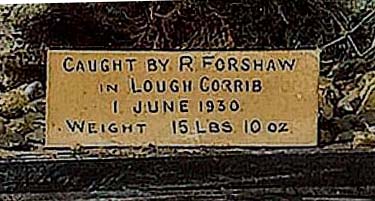 CAUGHT BY R. FORSHAW
IN LOUGH CORRIB
1 JUNE 1930.
WEIGHT 15 LBS 10 OZ.